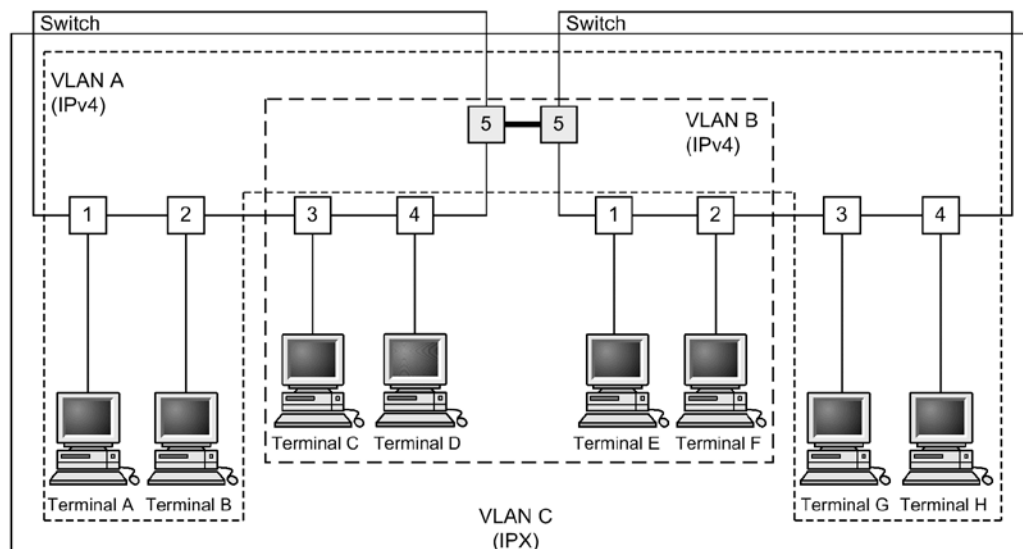 Switch
Switch
VLAN A
(IPv4)
VLAN B
(IPv4)
5
5
1
2
3
4
1
2
3
4
Terminal C
Terminal D
Terminal E
Terminal F
Terminal A
Terminal B
Terminal G
Terminal H
VLAN C
(IPX)